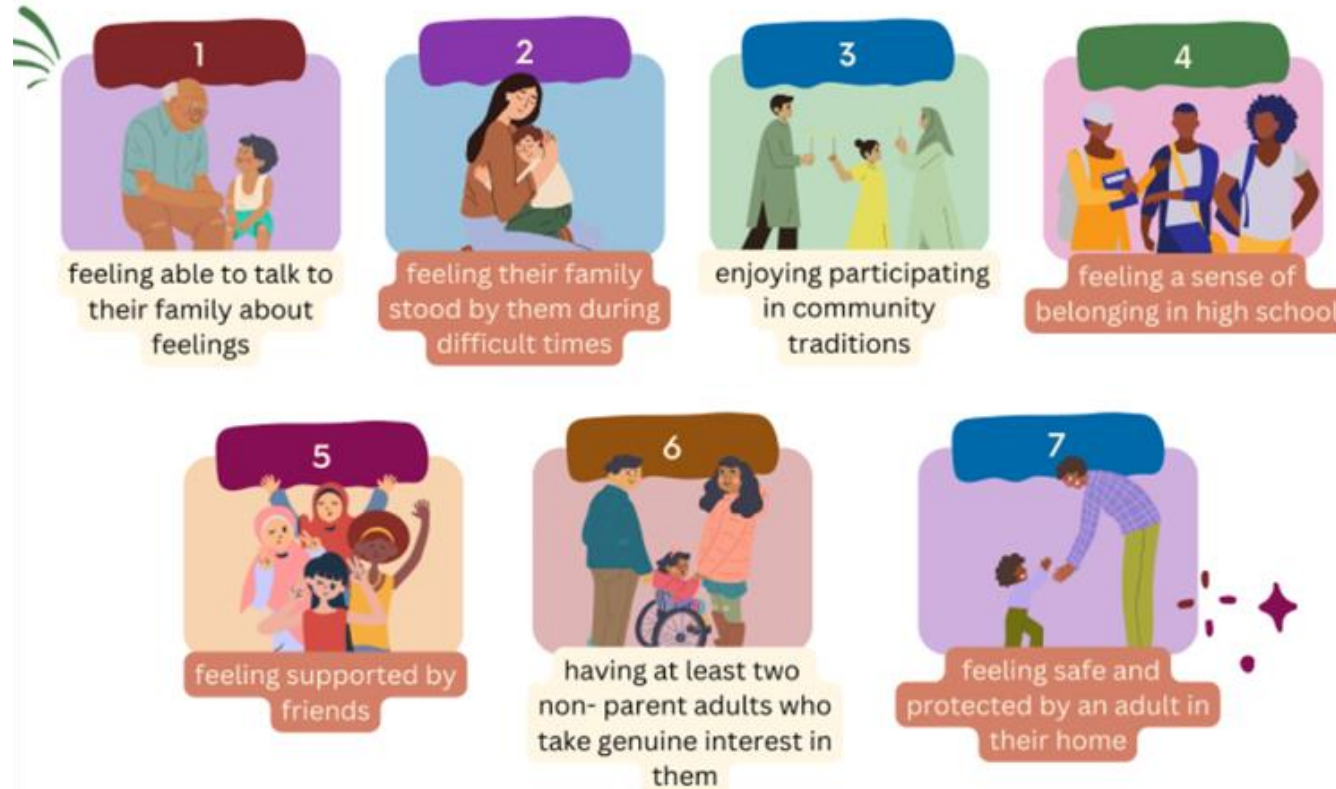 1
feeling able to talk to
their family about
feelings
2
feeling their family
stood by them during
difficult times
3
enjoying participating
in community
traditions
4
feeling a sense of
belonging in high school
5
feeling supported by
friends
6
having at least two
non- parent adults who
take genuine interest in
them
7
feeling safe and
protected by an adult in
their home